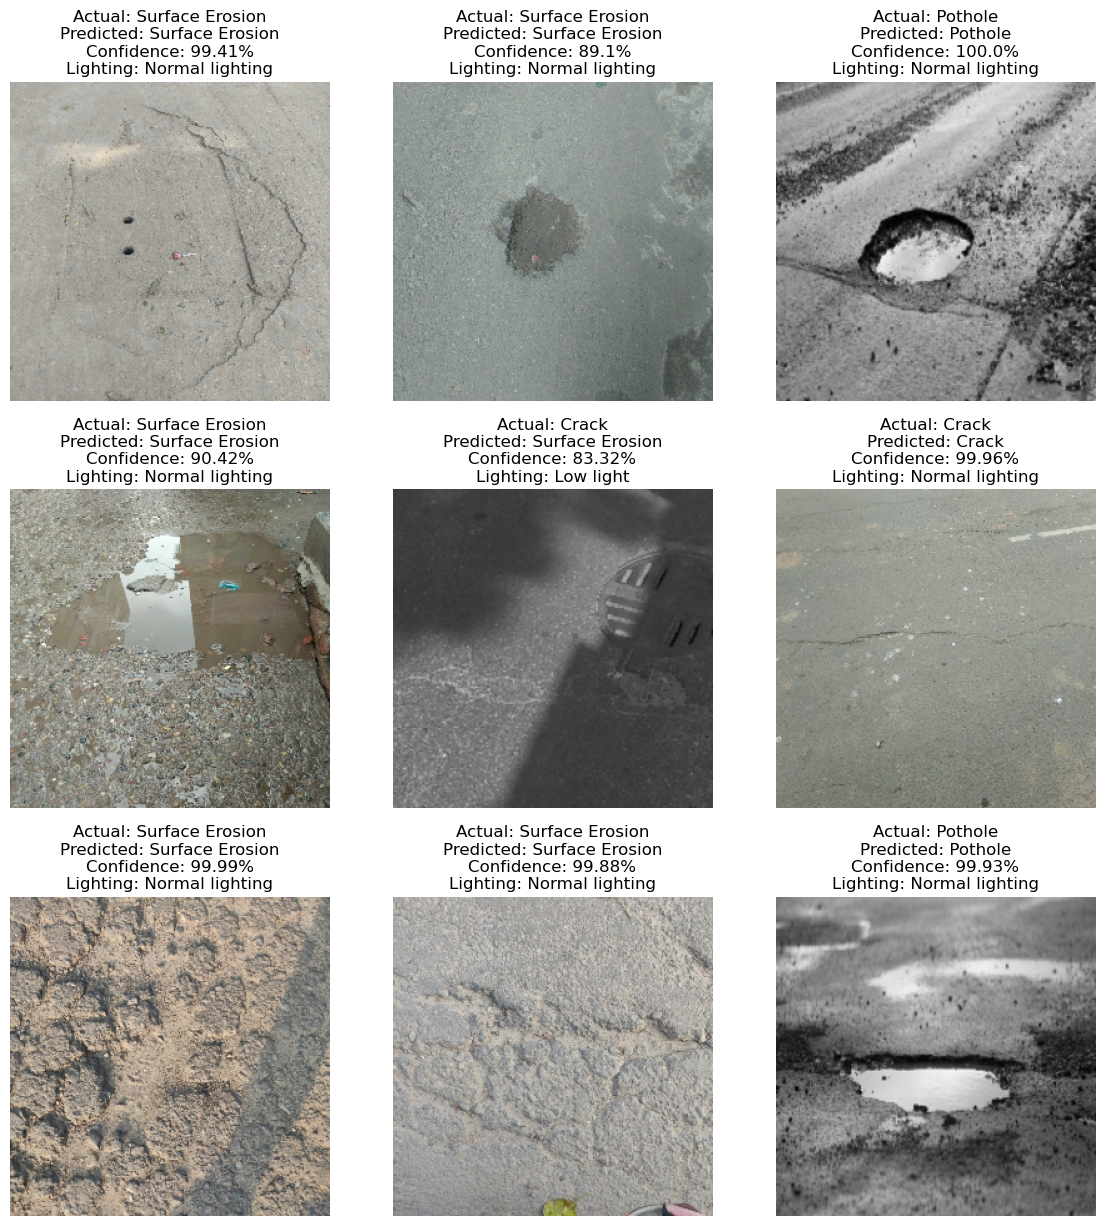 Actual: Surface Erosion
Predicted: Surface Erosion
Confidence: 99.41%
Lighting: Normal lighting
Actual: Surface Erosion
Predicted: Surface Erosion
Confidence: 89.1%
Lighting: Normal lighting
Actual: Pothole
Predicted: Pothole
Confidence: 100.0%
Lighting: Normal lighting
Actual: Surface Erosion
Predicted: Surface Erosion
Confidence: 90.42%
Lighting: Normal lighting
Actual: Crack
Predicted: Surface Erosion
Confidence: 83.32%
Lighting: Low light
Actual: Crack
Predicted: Crack
Confidence: 99.96%
Lighting: Normal lighting
Actual: Surface Erosion
Predicted: Surface Erosion
Confidence: 99.99%
Lighting: Normal lighting
Actual: Surface Erosion
Predicted: Surface Erosion
Confidence: 99.88%
Lighting: Normal lighting
Actual: Pothole
Predicted: Pothole
Confidence: 99.93%
Lighting: Normal lighting